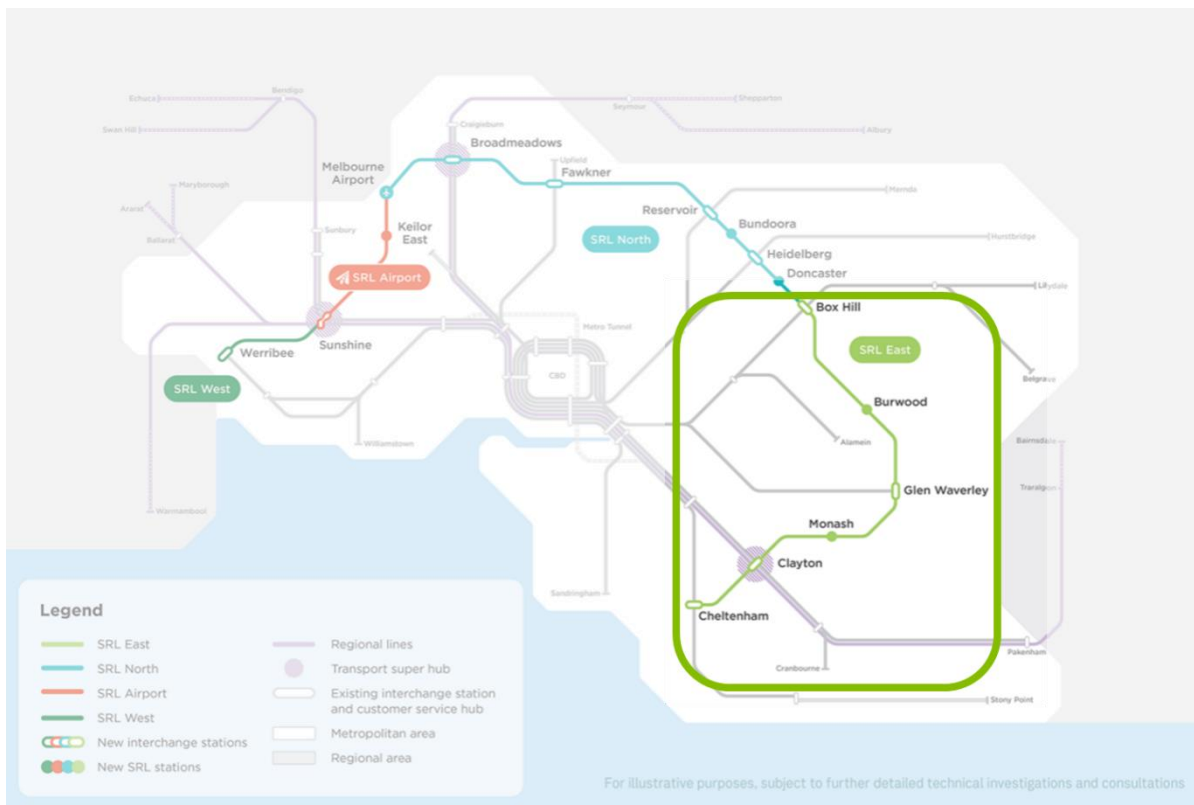 Echuca
Bendigo
Swan Hill
Craigieburn
Seymour
Shepparton
Albury
Broadmeadows
Melbourne
Airport
Upfield
Fawkner
Maryborough
Ararat
Ballarat
Sunbury
Keilor
East
Reservoir
Mernda
Bundoora
SRL North
Hurstbridge
Heidelberg
Doncaster
SRL Airport
Lilydale
Box Hill
Metro Tunnel
Sunshine
Werribee
SRL East
CBD
Belgrave
SRL West
Burwood
Williamstown
Alamein
Bairnsdale
Glen Waverley
Traralgon
Warrnambool
Monash
Clayton
Sandringham
Cheltenham
Cranbourne
Pakenham
Stony Point
Legend
SRL East
SRL North
SRL Airport
SRL West
New interchange stations
New SRL stations
Regional lines
Transport super hub
Existing interchange station
and customer service hub
Metropolitan area
Regional area
For illustrative purposes, subject to further detailed technical investigations and consultations